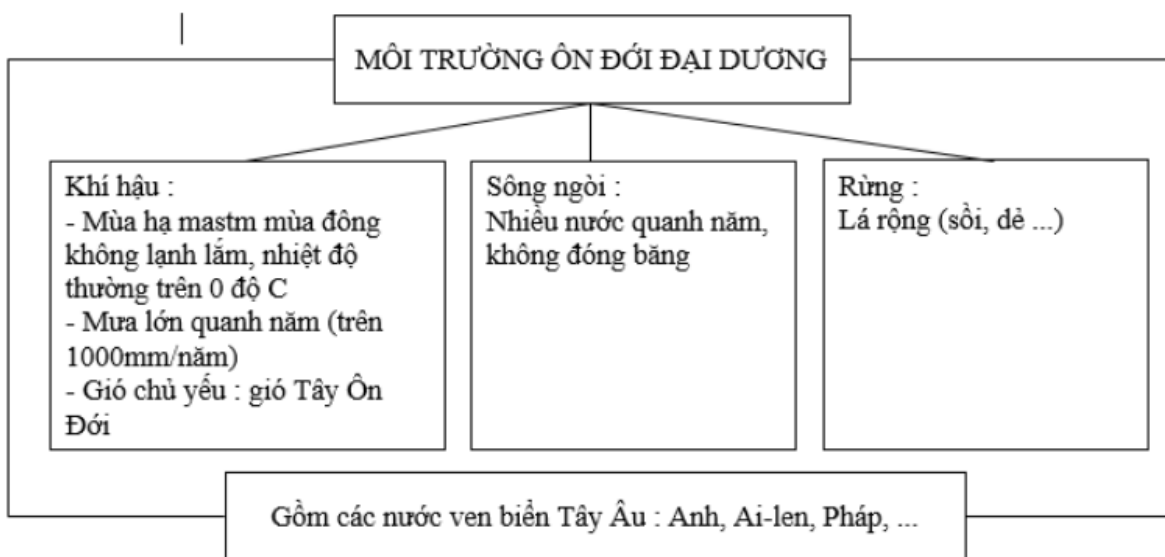 MÔI TRƯỜNG ÔN ĐỚI ĐẠI DƯƠNG
Khí hậu :
- Mùa hạ mastm mùa đông
không lạnh lắm, nhiệt độ
thường trên 0 độ C
- Mưa lớn quanh năm (trên
1000mm/năm)
- Gió chủ yếu : gió Tây Ôn
Đới
Sông ngòi :
Nhiều nước quanh năm,
không đóng băng
Rừng :
Lá rộng (sồi, dẻ ...)
Gồm các nước ven biển Tây Âu : Anh, Ai-len, Pháp, ...